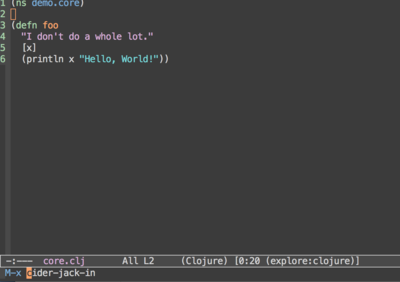 1 (ns demo.core)
2
3 (defn foo
4   "I don't do a whole lot."
5   [x]
6   (println x "Hello, World!"))
-:--- core.clj All L2 (Clojure) [0:20 (explore:clojure)]
M-x cider-jack-in